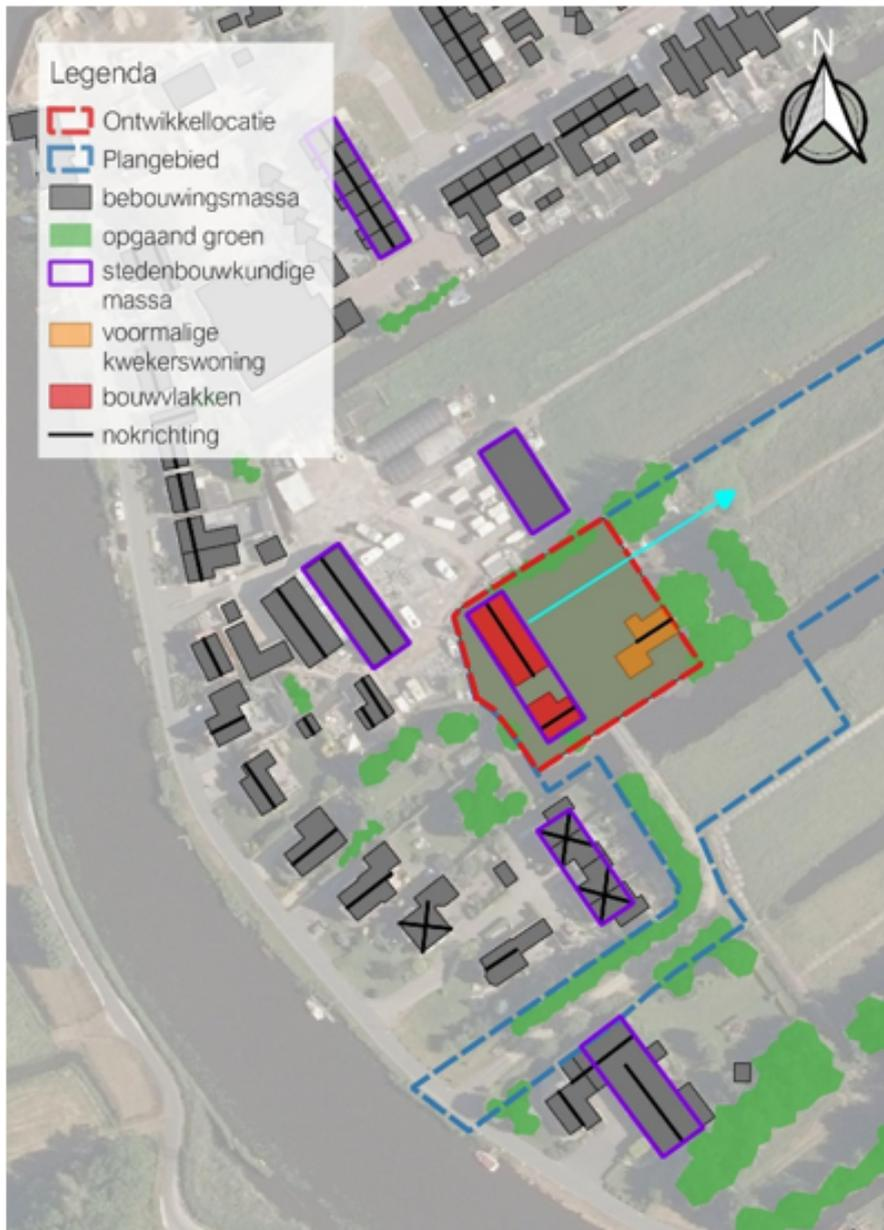 Legenda
Ontwikkellocatie
Plangebied
bebouwingsmassa
opgaand groen
stedenbouwkundige
massa
voormalige
kwekerswoning
bouwvlakken
nokrichting
N